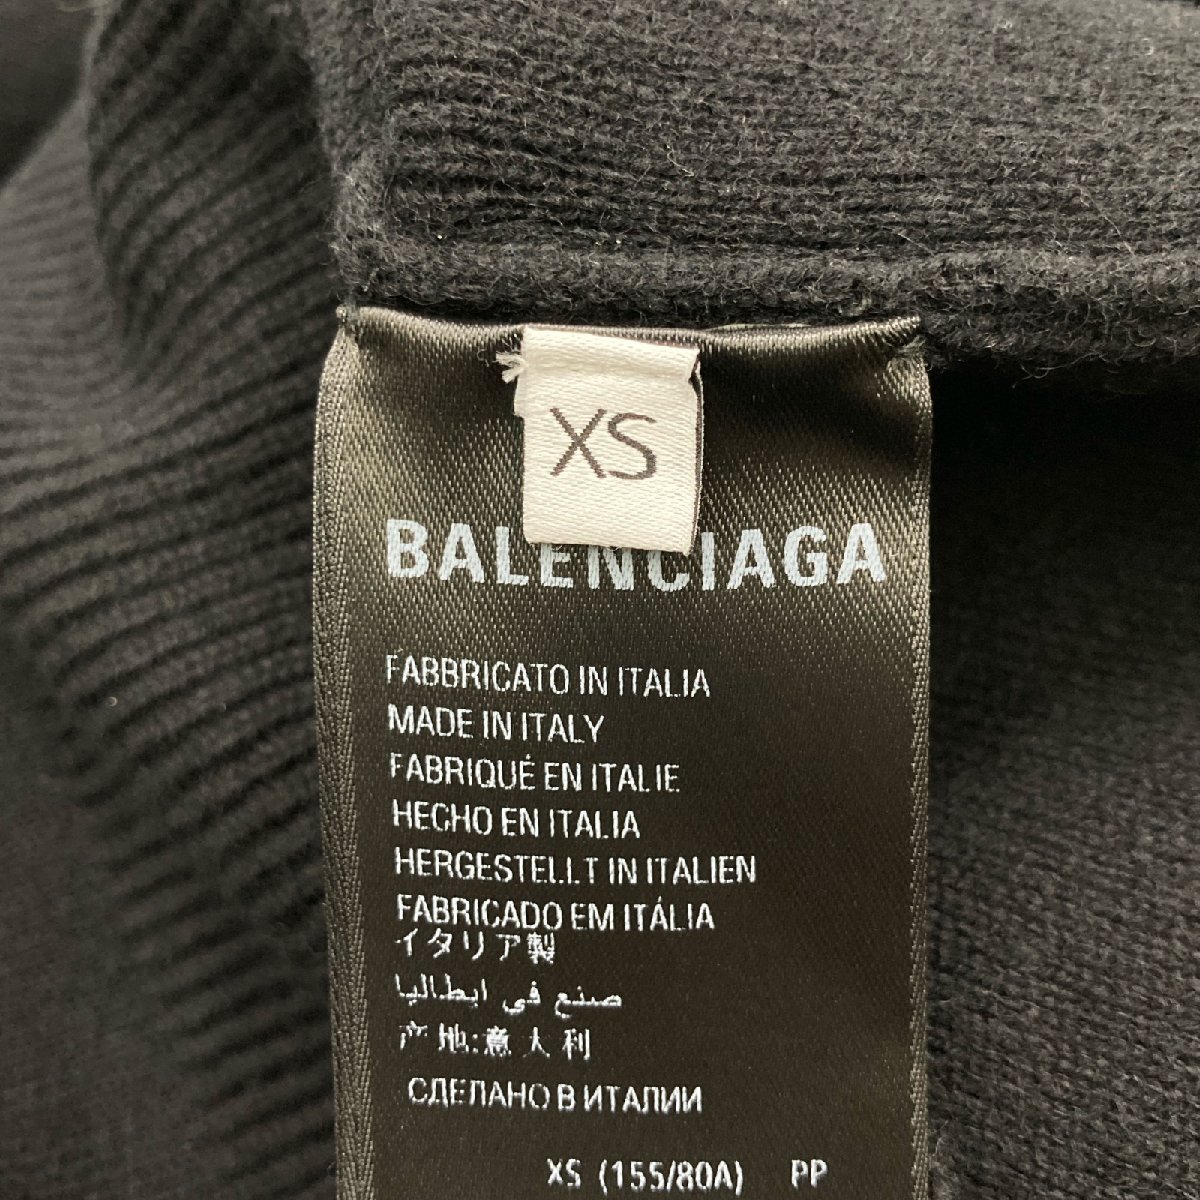 XS
BALENCIAGA
FABBRICATO IN ITALIA
MADE IN ITALY
FABRIQUÉ EN ITALIE
HECHO EN ITALIA
HERGESTELLT IN ITALIEN
FABRICADO EM ITÁLIA
イタリア製
صنع في ايطاليا
产地:意大利
СДЕЛАНО В ИТАЛИИ
XS (155/80A) PP